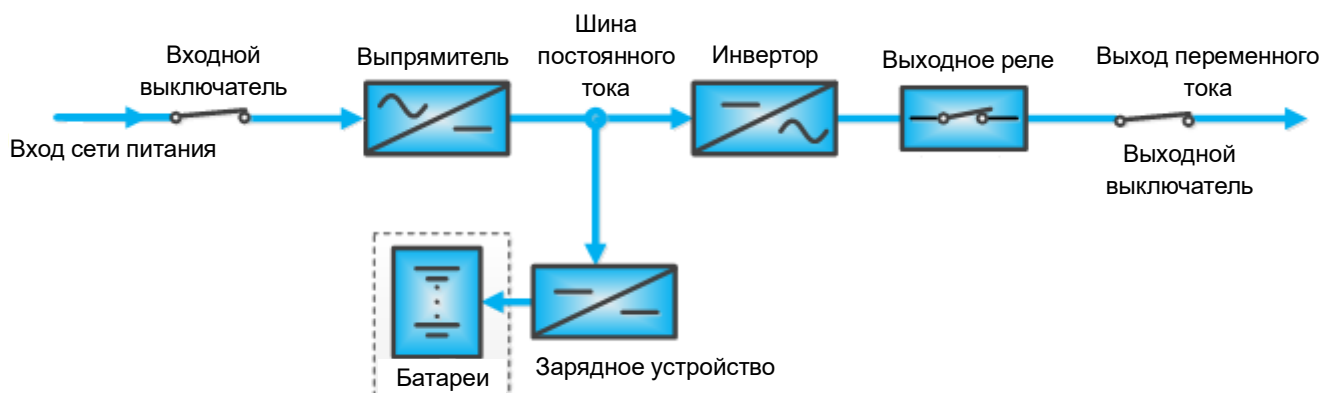 Входной
выключатель
Выпрямитель
Шина
постоянного
тока
Инвертор
Выходное реле
Выход переменного
тока
Вход сети питания
Выходной
выключатель
Батареи
Зарядное устройство